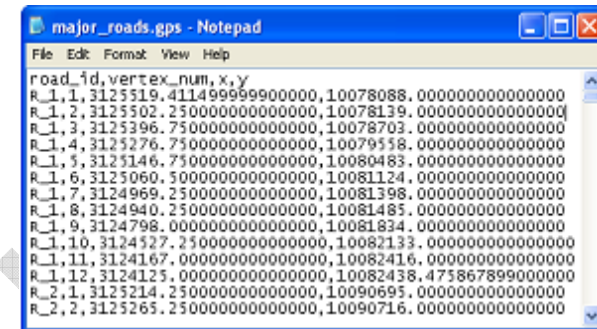 major_roads.gps - Notepad
File Edit Format View Help
road_id,vertex_num,x,y
R_1,1,3125519.411499999900000,10078088.000000000000000
R_1,2,3125502.250000000000000,10078139.000000000000000
R_1,3,3125396.750000000000000,10078703.000000000000000
R_1,4,3125276.750000000000000,10079558.000000000000000
R_1,5,3125146.750000000000000,10080483.000000000000000
R_1,6,3125060.500000000000000,10081124.000000000000000
R_1,7,3124969.250000000000000,10081398.000000000000000
R_1,8,3124940.250000000000000,10081485.000000000000000
R_1,9,3124798.000000000000000,10081834.000000000000000
R_1,10,3124527.250000000000000,10082133.000000000000000
R_1,11,3124167.000000000000000,10082416.000000000000000
R_1,12,3124125.000000000000000,10082438.475867899000000
R_2,1,3125214.250000000000000,10090695.000000000000000
R_2,2,3125265.250000000000000,10090716.000000000000000